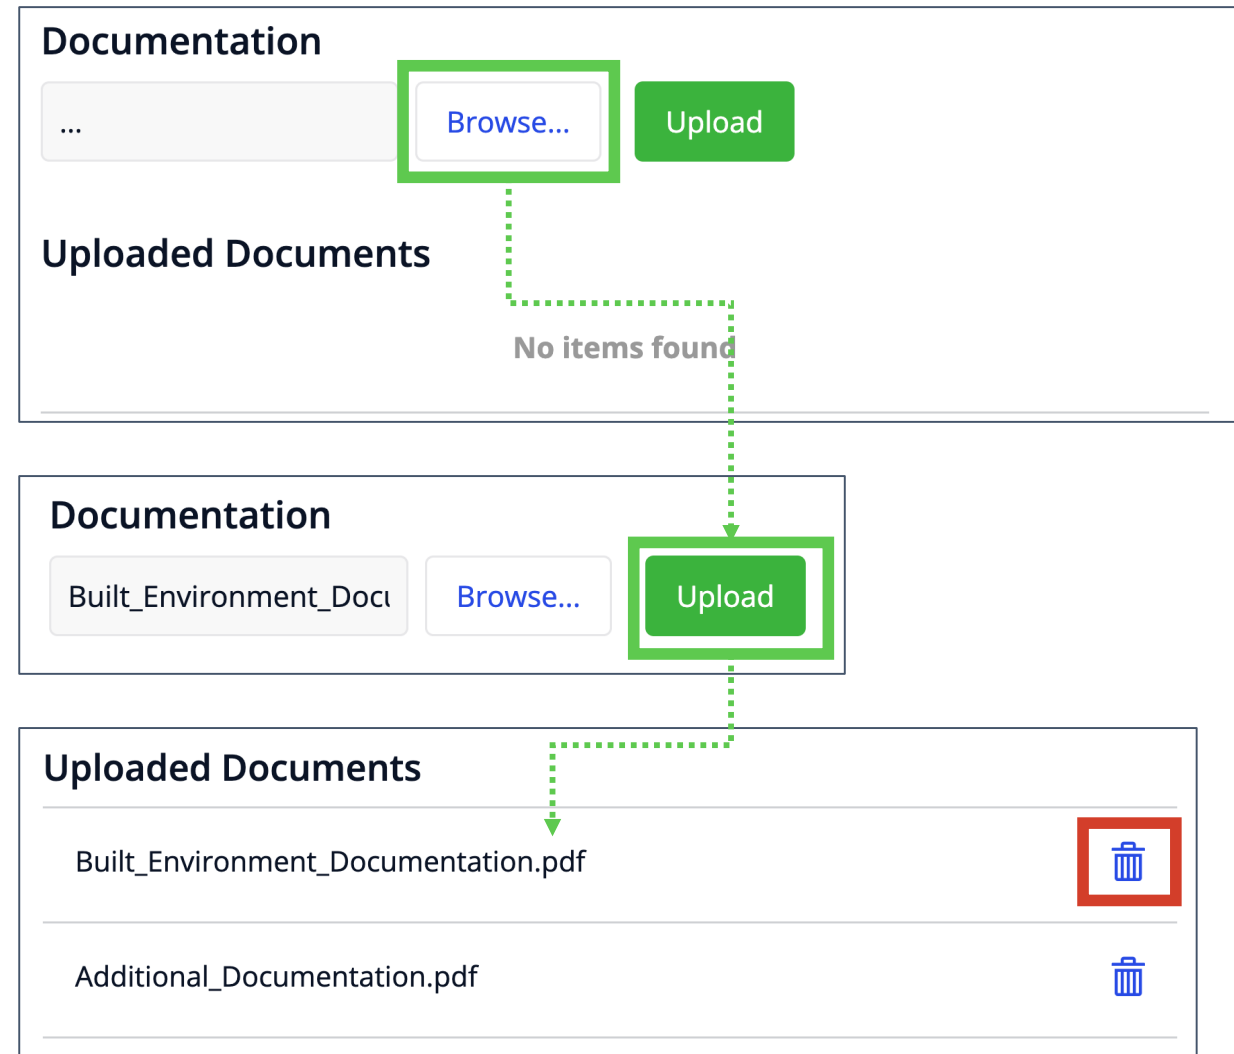 Documentation
... Browse... Upload
Uploaded Documents
No items found
Documentation
Built_Environment_Docu Browse... Upload
Uploaded Documents
Built_Environment_Documentation.pdf
Additional_Documentation.pdf